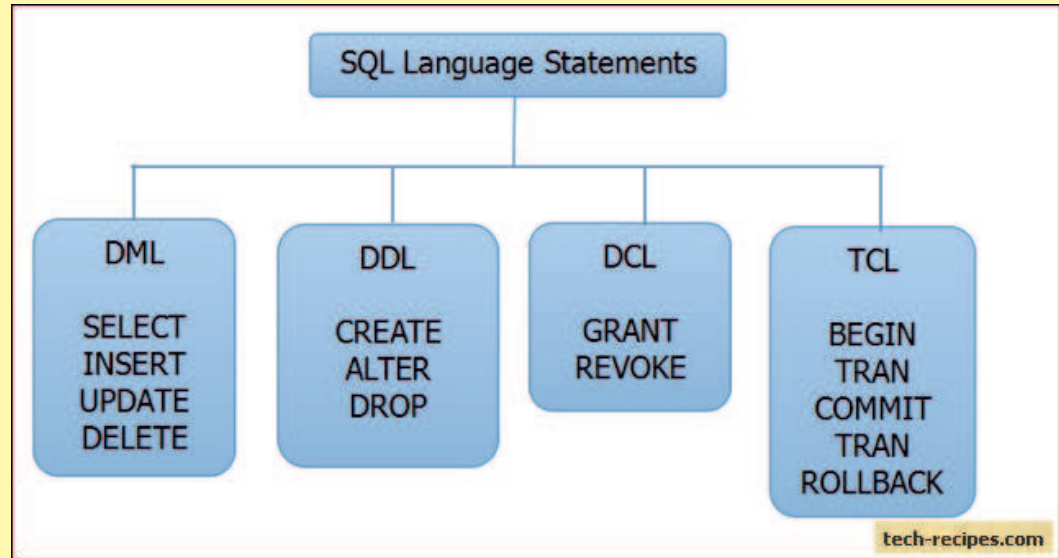 SQL Language Statements
DML
SELECT
INSERT
UPDATE
DELETE
DDL
CREATE
ALTER
DROP
DCL
GRANT
REVOKE
TCL
BEGIN
TRAN
COMMIT
TRAN
ROLLBACK
tech-recipes.com